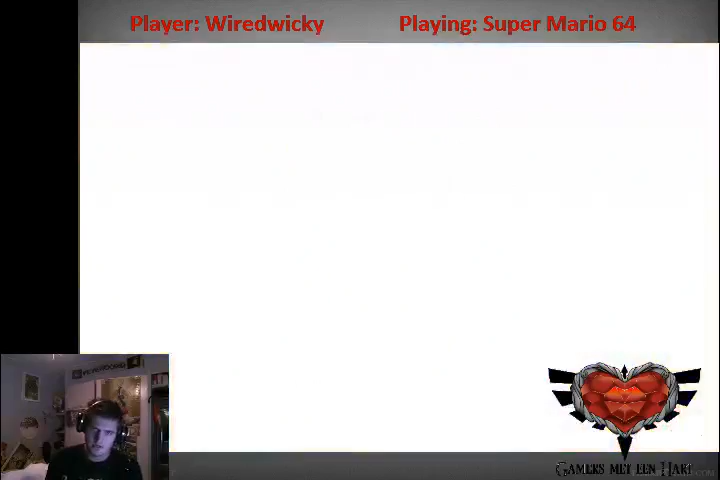 Player: Wiredwicky Playing: Super Mario 64
Gamers met een Hart